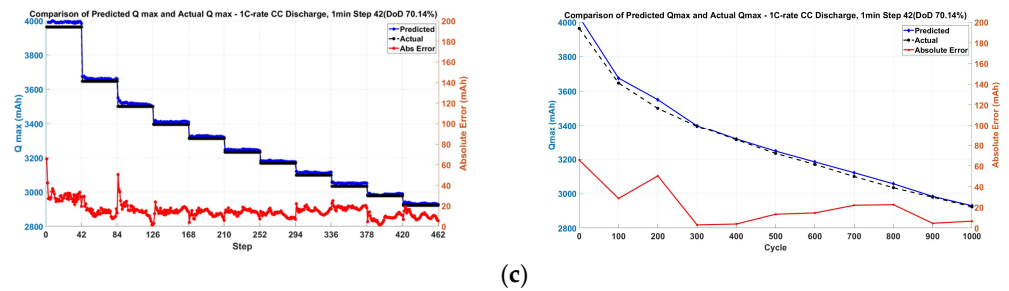 Comparison of Predicted Q max and Actual Q max - 1C-rate CC Discharge, 1min Step 42(DoD 70.14%)
4000
3800
3600
3400
3200
3000
2800
Q max (mAh)
200
180
160
140
120
100
80
60
40
20
0
Absolute Error (mAh)
Predicted
Actual
Abs Error
0 42 84 126 168 210 252 294 336 378 420 462
Step
Comparison of Predicted Qmax and Actual Qmax - 1C-rate CC Discharge, 1min Step 42(DoD 70.14%)
4000
3800
3600
3400
3200
3000
2800
Qmax (mAh)
200
180
160
140
120
100
80
60
40
20
0
Absolute Error (mAh)
Predicted
Actual
Absolute Error
0 100 200 300 400 500 600 700 800 900 1000
Cycle
(c)